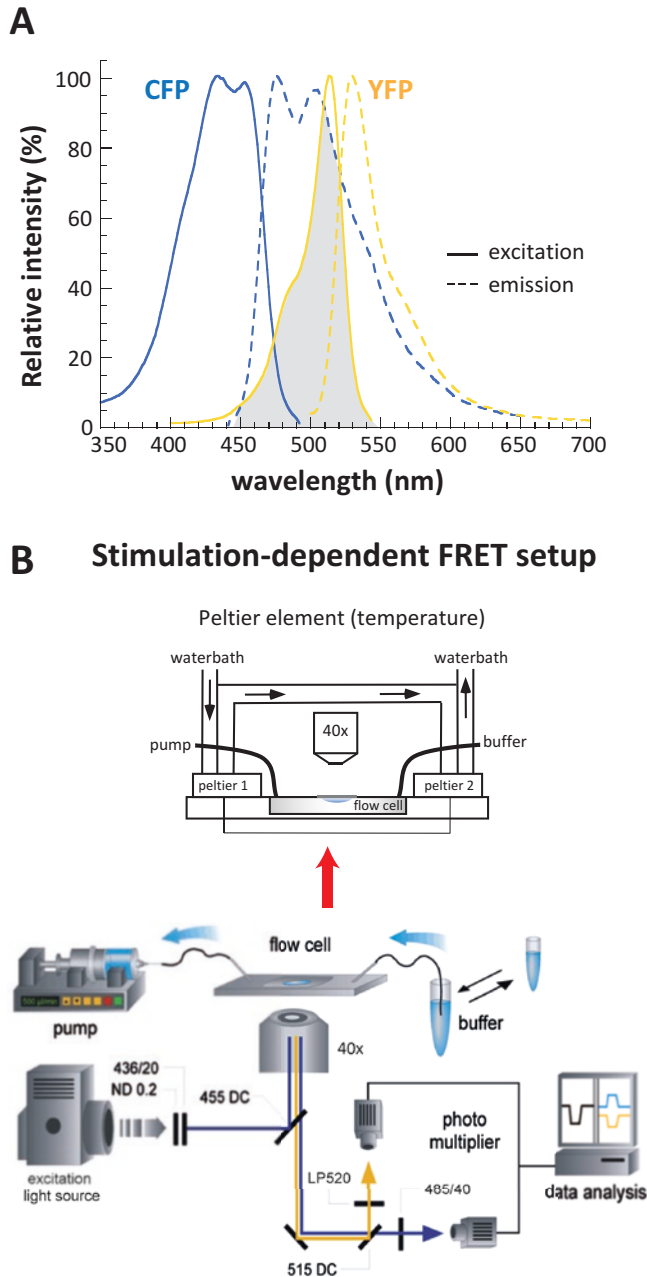 A
CFP
YFP
Relative intensity (%)
100
80
60
40
20
0
excitation
emission
350 400 450 500 550 600 650 700
wavelength (nm)
B Stimulation-dependent FRET setup
Peltier element (temperature)
waterbath
waterbath
40x
pump
buffer
peltier 1
peltier 2
flow cell
flow cell
500 µl/min
pump
buffer
40x
436/20
ND 0.2
455 DC
excitation
light source
photo
multiplier
LP520
485/40
data analysis
515 DC